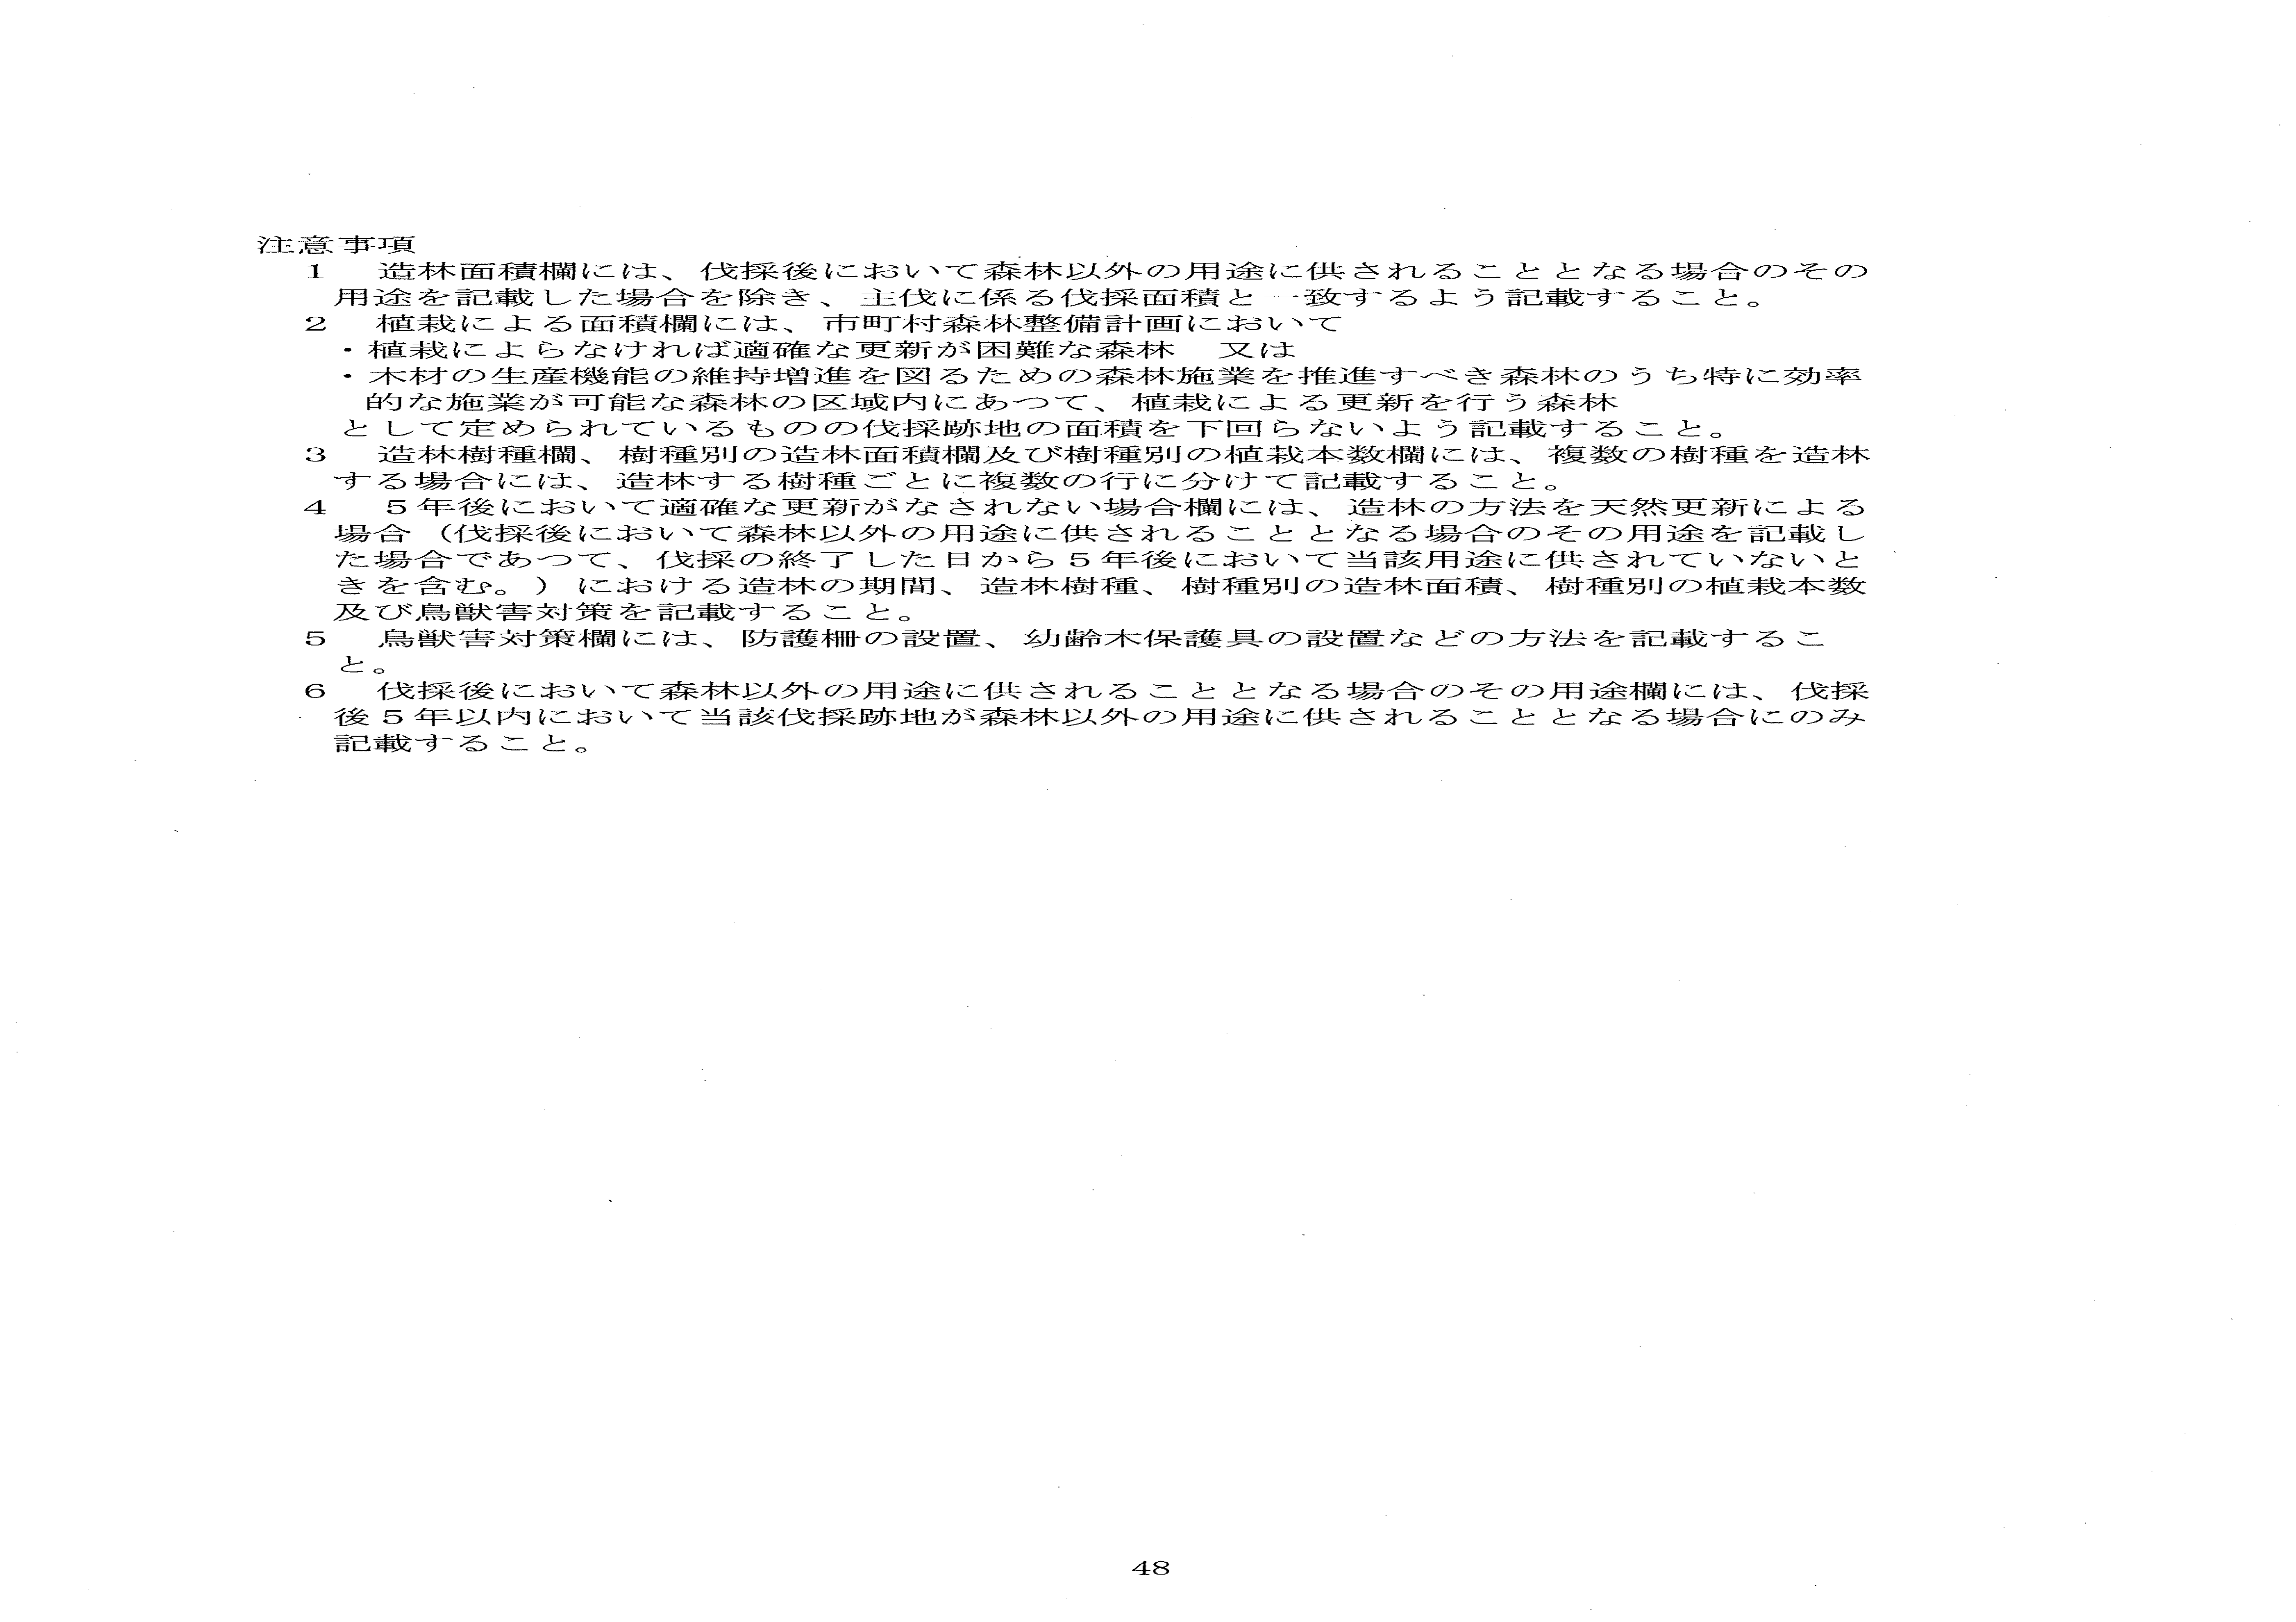 注意事項
1　造林面積欄には、伐採後において森林以外の用途に供されることとなる場合のその
用途を記載した場合を除き、主伐に係る伐採面積と一致するよう記載すること。
2　植栽による面積欄には、市町村森林整備計画において
・植栽によらなければ適確な更新が困難な森林　又は
・木材の生産機能の維持増進を図るための森林施業を推進すべき森林のうち特に効率
的な施業が可能な森林の区域内にあつて、植栽による更新を行う森林
として定められているものの伐採跡地の面積を下回らないよう記載すること。
3　造林樹種欄、樹種別の造林面積欄及び樹種別の植栽本数欄には、複数の樹種を造林
する場合には、造林する樹種ごとに複数の行に分けて記載すること。
4　5年後において適確な更新がなされない場合欄には、造林の方法を天然更新による
場合（伐採後において森林以外の用途に供されることとなる場合のその用途を記載し
た場合であつて、伐採の終了した日から5年後において当該用途に供されていないと
きを含む。）における造林の期間、造林樹種、樹種別の造林面積、樹種別の植栽本数
及び鳥獣害対策を記載すること。
5　鳥獣害対策欄には、防護柵の設置、幼齢木保護具の設置などの方法を記載するこ
と。
6　伐採後において森林以外の用途に供されることとなる場合のその用途欄には、伐採
後5年以内において当該伐採跡地が森林以外の用途に供されることとなる場合にのみ
記載すること。
48